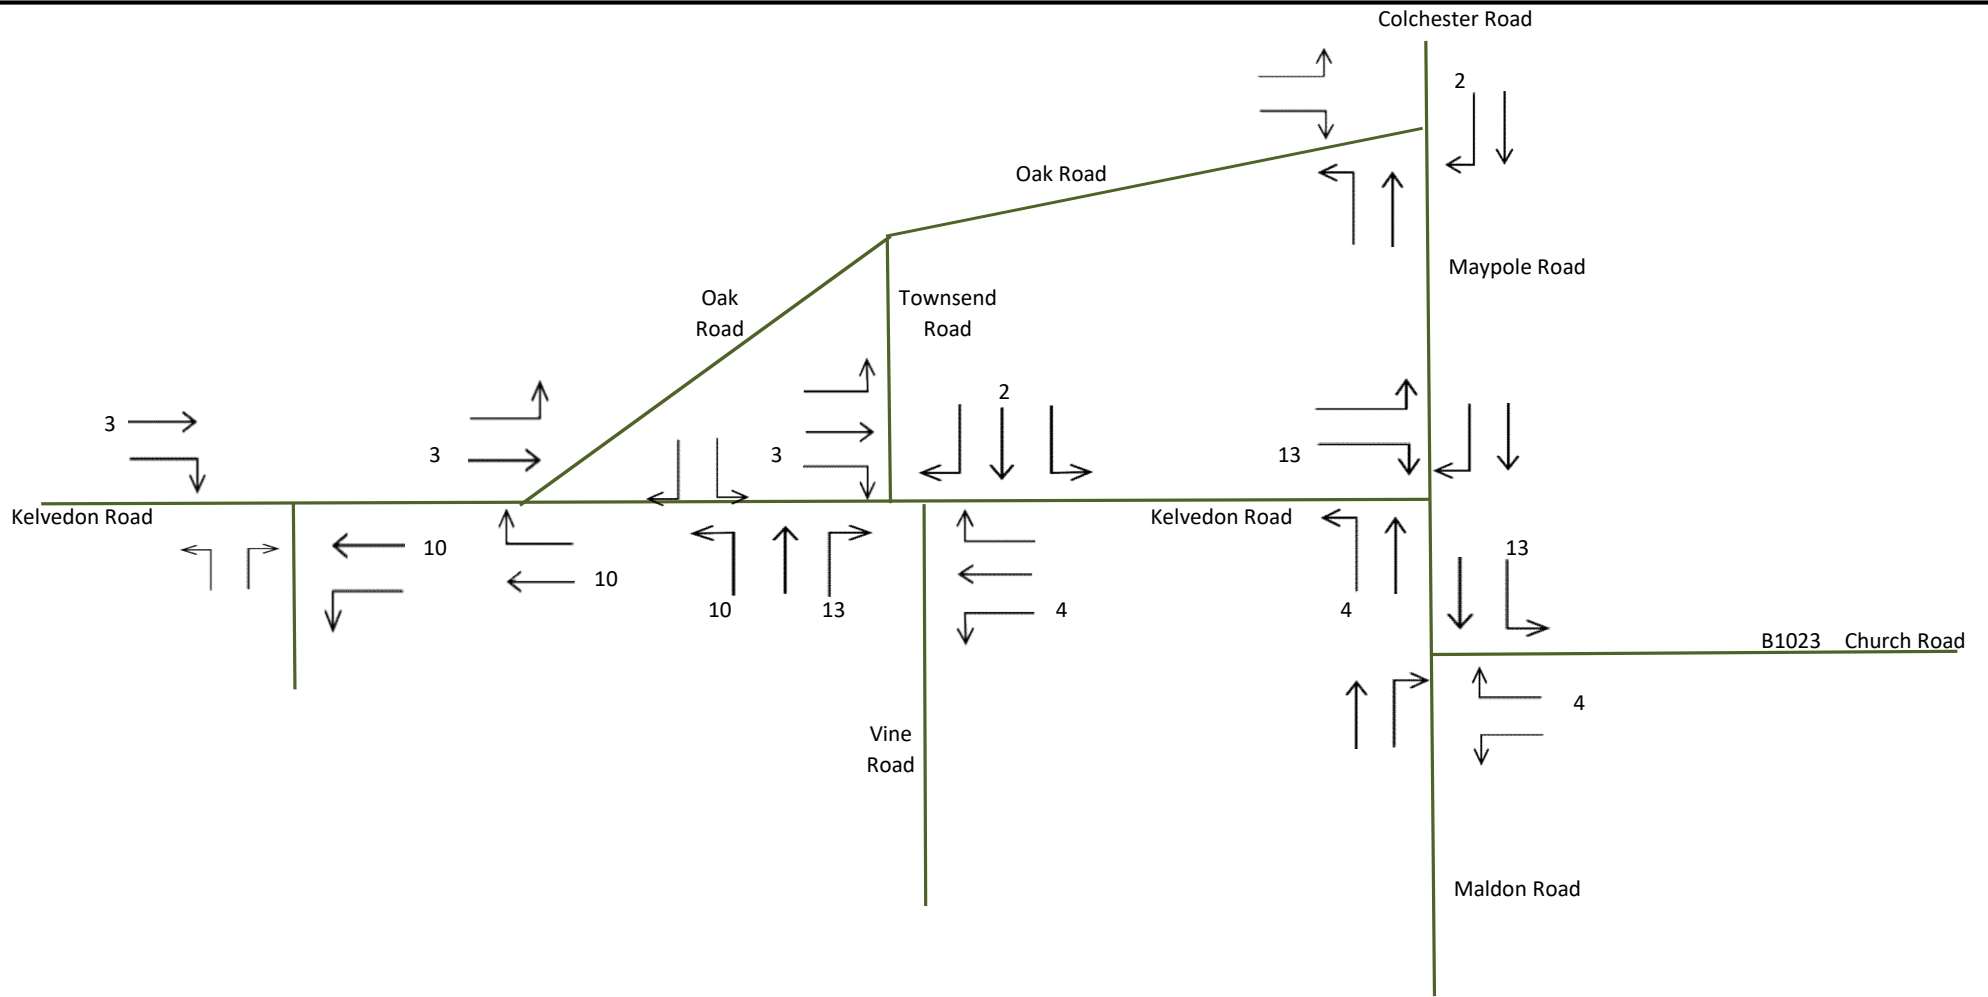 Colchester Road
2
Oak Road
Maypole Road
Oak
Road
Townsend
Road
2
3
3
3
13
Kelvedon Road
Kelvedon Road
10
10
13
10
13
4
4
B1023 Church Road
4
Vine
Road
Maldon Road